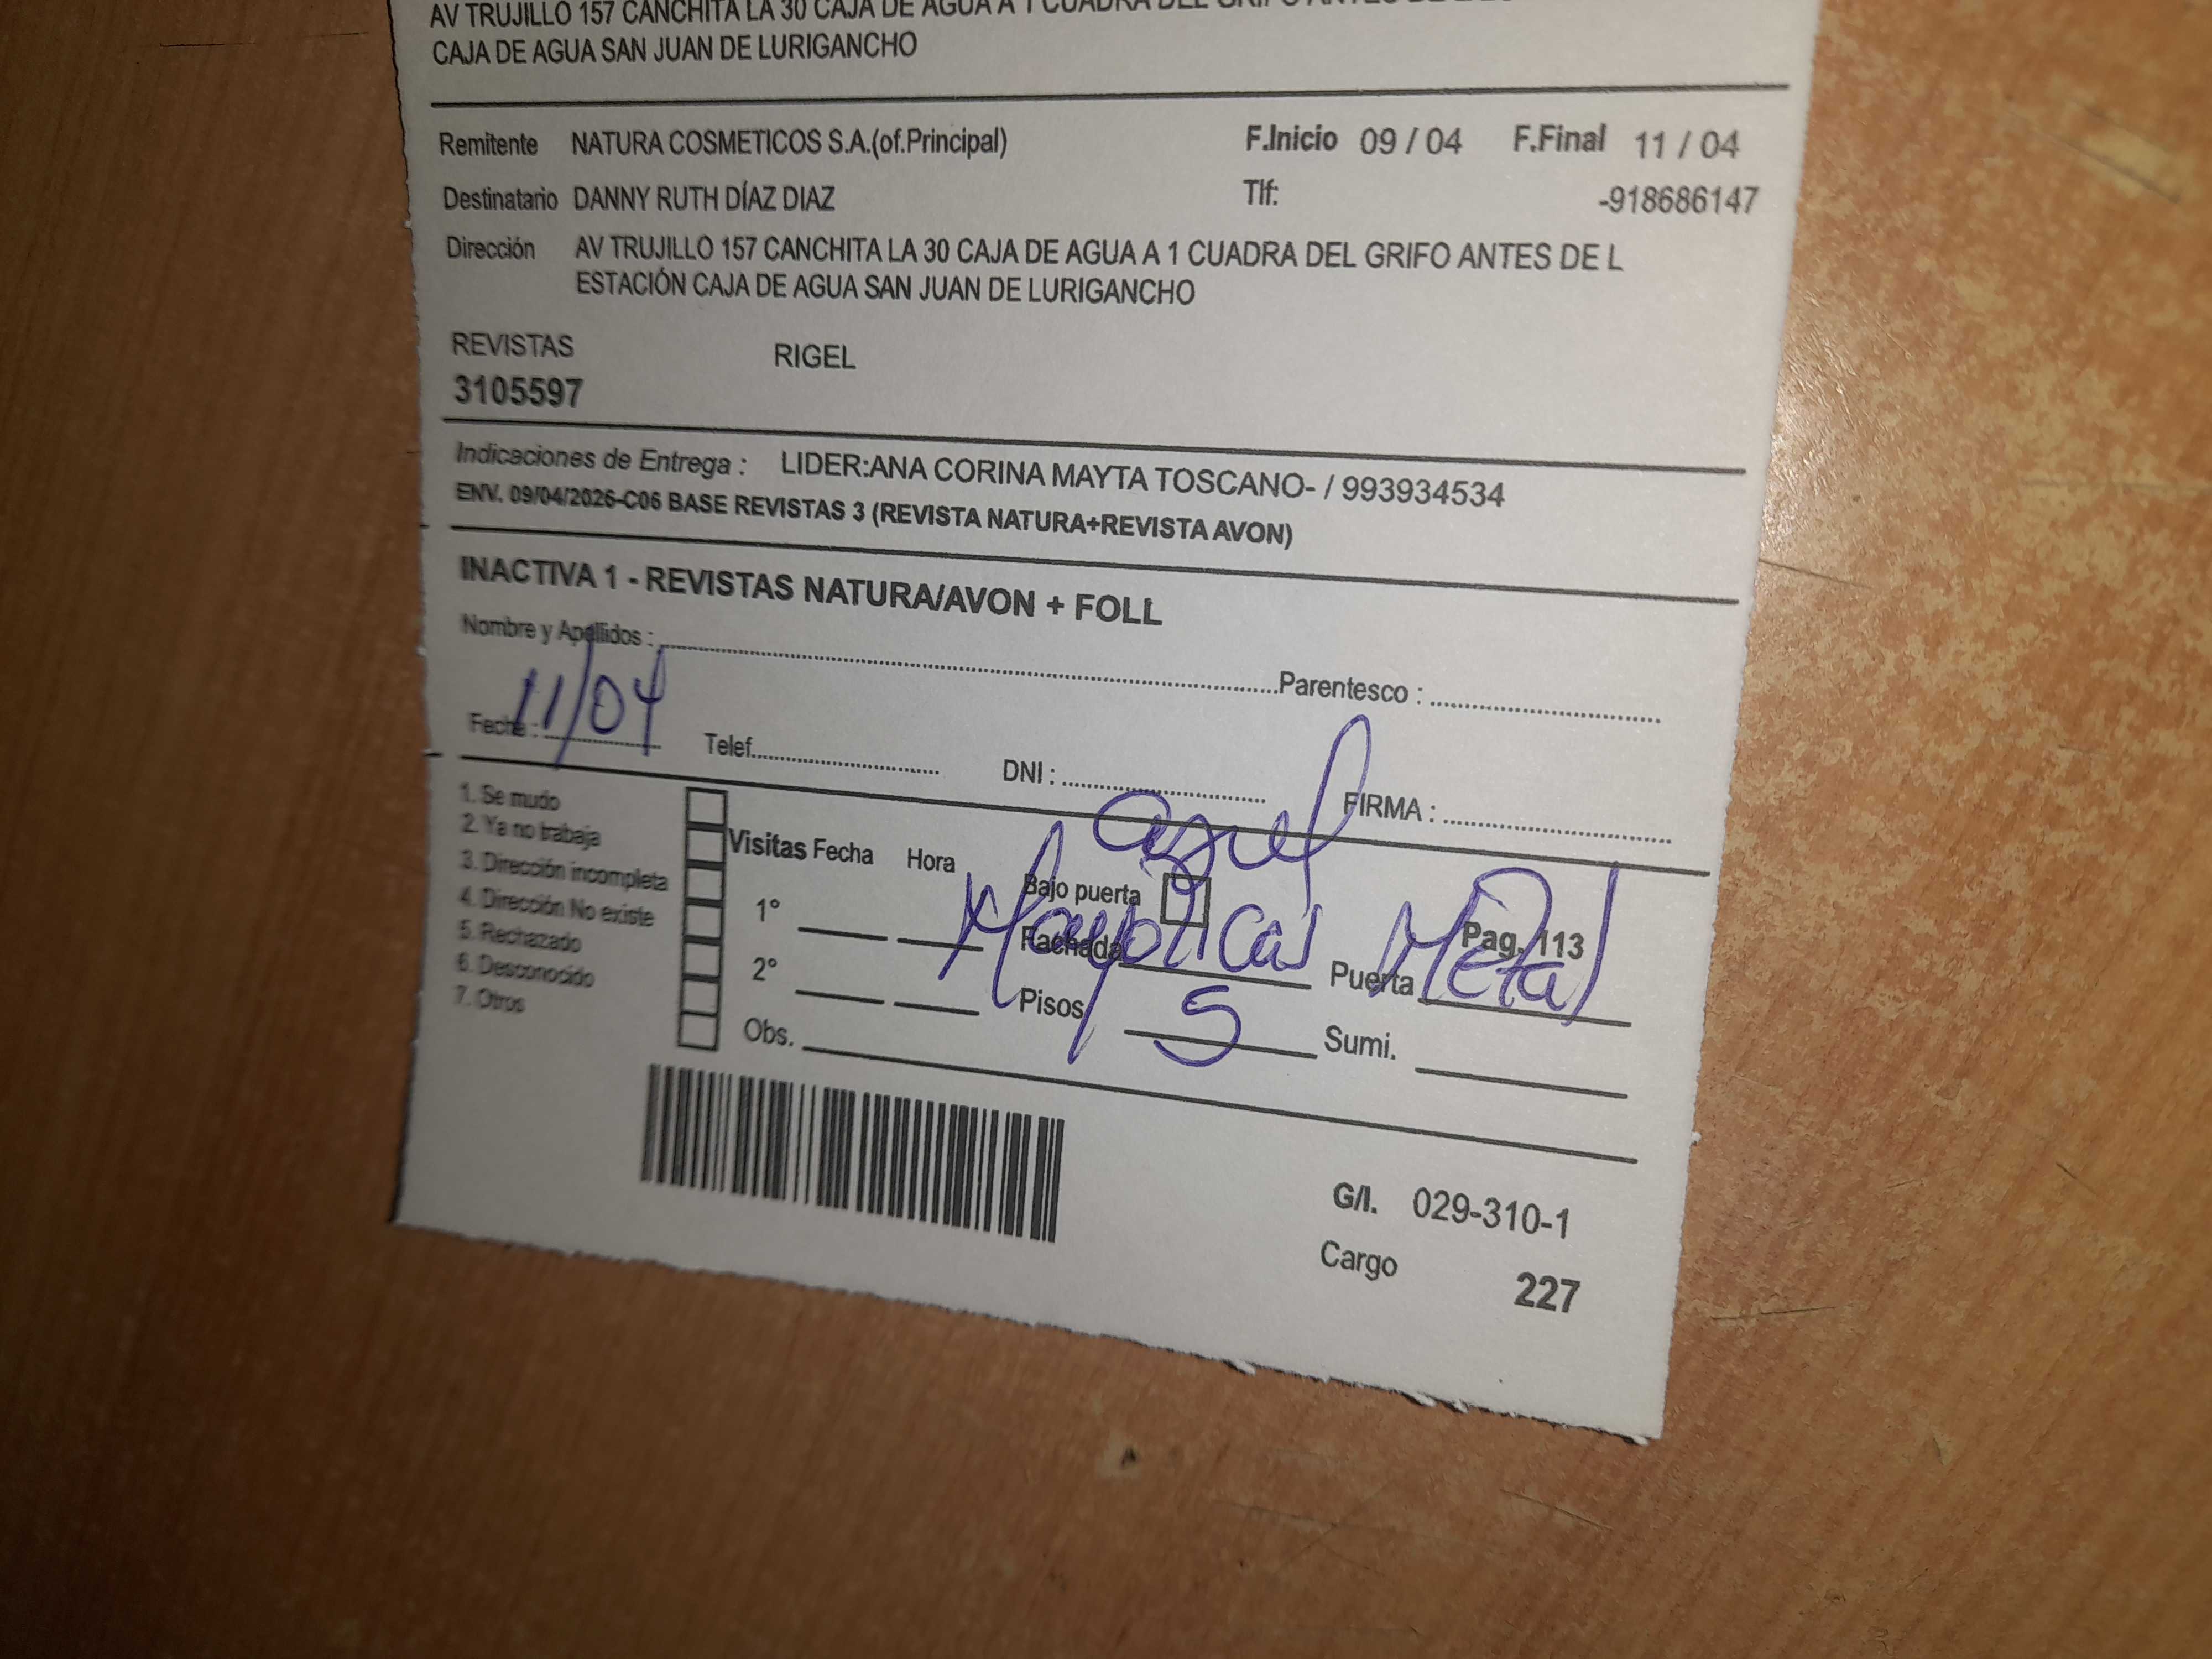 AV TRUJILLO 157 CANCHITA LA 30 CAJA DE AGUA A 1 CUADRA DEL GRIFO ANTES DE
CAJA DE AGUA SAN JUAN DE LURIGANCHO
Remitente NATURA COSMETICOS S.A.(of.Principal) F.Inicio 09 / 04 F.Final 11 / 04
Destinatario DANNY RUTH DÍAZ DIAZ Tlf: -918686147
Dirección AV TRUJILLO 157 CANCHITA LA 30 CAJA DE AGUA A 1 CUADRA DEL GRIFO ANTES DE L
ESTACIÓN CAJA DE AGUA SAN JUAN DE LURIGANCHO
REVISTAS RIGEL
3105597
Indicaciones de Entrega : LIDER:ANA CORINA MAYTA TOSCANO- / 993934534
ENV. 09/04/2026-C06 BASE REVISTAS 3 (REVISTA NATURA+REVISTA AVON)
INACTIVA 1 - REVISTAS NATURA/AVON + FOLL
Nombre y Apellidos : Parentesco :
Fecha : 11/04 Telef. DNI : FIRMA :
1. Se mudo
2. Ya no trabaja
3. Dirección incompleta
4. Dirección No existe
5. Rechazado
6. Desconocido
7. Otros
Visitas Fecha Hora
1°
2°
Obs.
azul
Bajo puerta
Fachada Mayolicas Puerta Metal
Pag. 113
Pisos 5 Sumi.
G/I. 029-310-1
Cargo 227